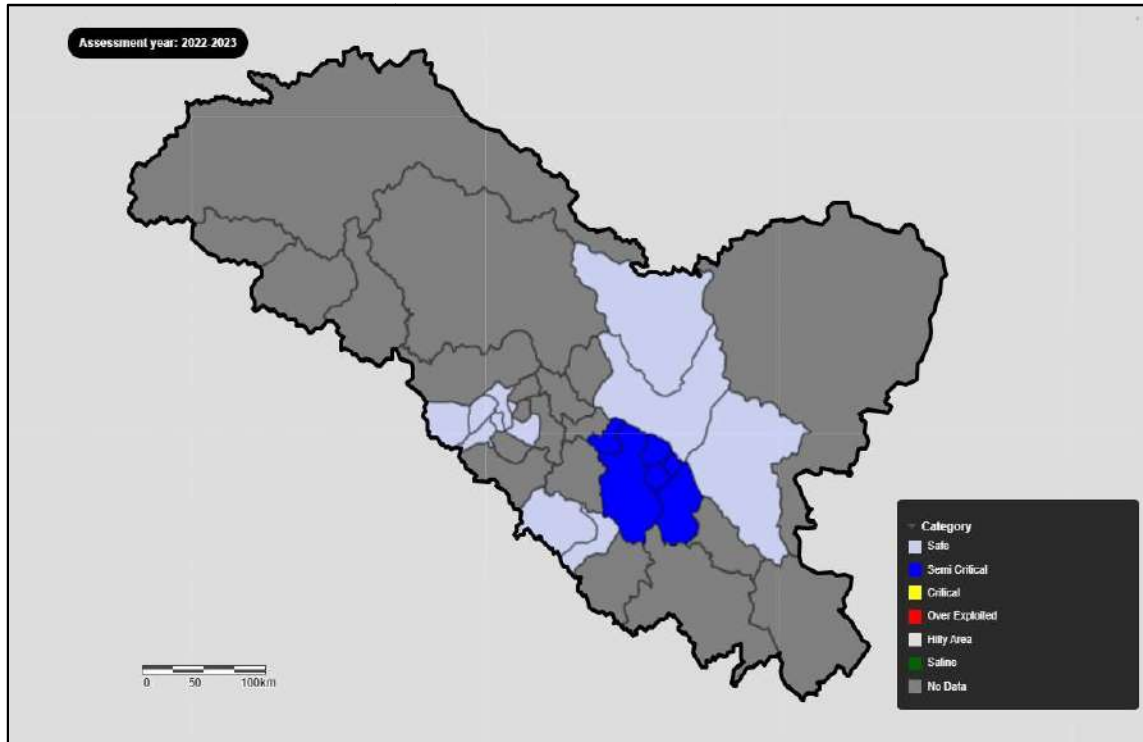 Assessment year: 2022-2023
Category
Safe
Semi Critical
Critical
Over Exploited
Hilly Area
Saline
No Data
0 50 100km